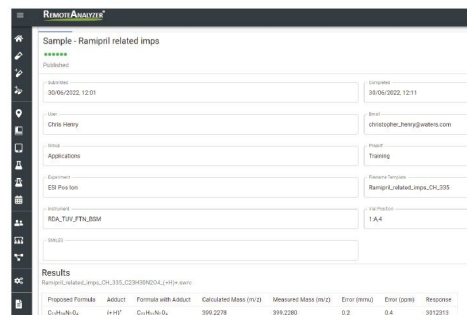 REMOTEANALYZER®
Sample - Ramipril related imps
Published
Submitted Completed
30/06/2022, 12:01 30/06/2022, 12:11
User Email
Chris Henry christopher_henry@waters.com
Group Project
Applications Training
Experiment Filename Template
ESI Pos Ion Ramipril_related_imps_CH_335
Instrument Vial Position
RDA_TUV_FTN_BSM 1:A,4
SMILES
Results
Ramipril_related_imps_CH_335_C23H30N2O4_(+H)+.swrc
Proposed Formula Adduct Formula with Adduct Calculated Mass (m/z) Measured Mass (m/z) Error (mmu) Error (ppm) Response
(+H)⁺ 399.2278 399.2280 0.2 0.4 3012313